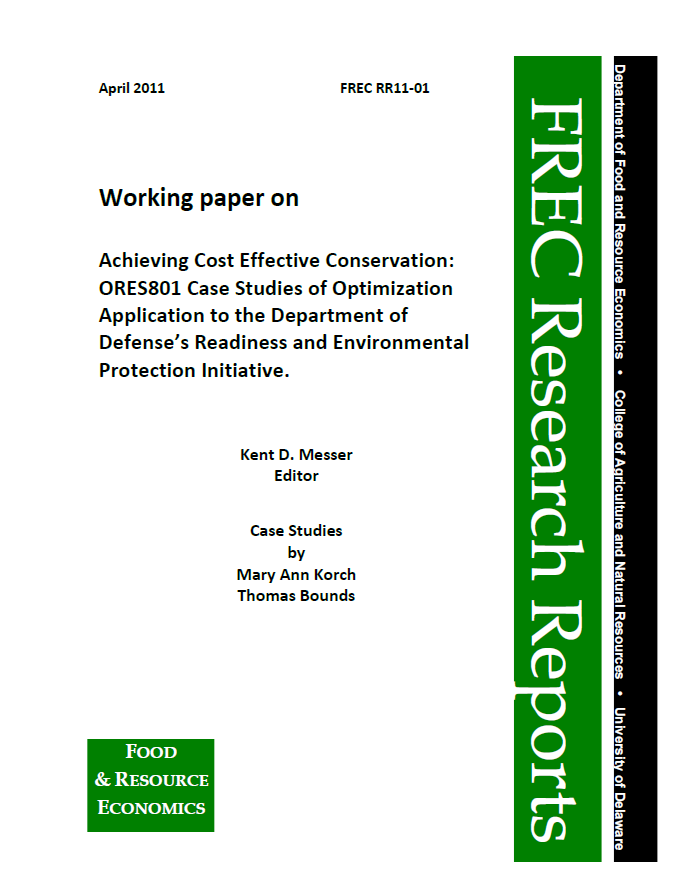 April 2011 FREC RR11-01
Working paper on
Achieving Cost Effective Conservation:
ORES801 Case Studies of Optimization
Application to the Department of
Defense’s Readiness and Environmental
Protection Initiative.
Kent D. Messer
Editor
Case Studies
by
Mary Ann Korch
Thomas Bounds
FOOD
& RESOURCE
ECONOMICS
FREC Research Reports
Department of Food and Resource Economics • College of Agriculture and Natural Resources • University of Delaware